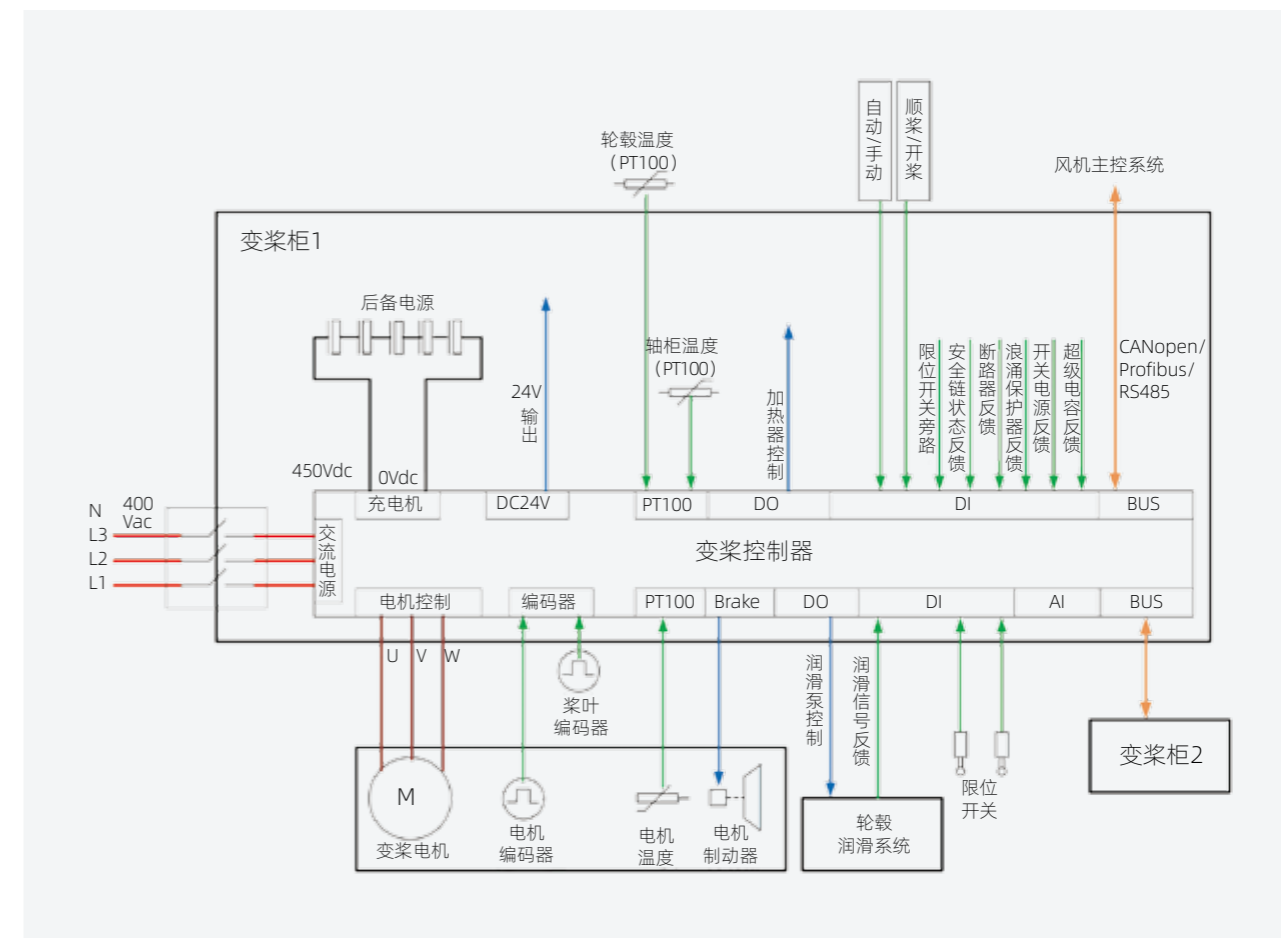 轮毂温度
（PT100）
自动/手动
顺桨/开桨
风机主控系统
变桨柜1
后备电源
24V
输出
轴柜温度
（PT100）
加热器控制
限位开关旁路
安全链状态反馈
断路器反馈
浪涌保护器反馈
开关电源反馈
超级电容反馈
CANopen/
Profibus/
RS485
450Vdc
0Vdc
充电机
DC24V
PT100
DO
DI
BUS
N
400
Vac
L3
L2
L1
交流电源
变桨控制器
电机控制
编码器
PT100
Brake
DO
DI
AI
BUS
U
V
W
桨叶
编码器
润滑泵控制
润滑信号反馈
变桨柜2
限位
开关
M
变桨电机
电机
编码器
电机
温度
电机
制动器
轮毂
润滑系统